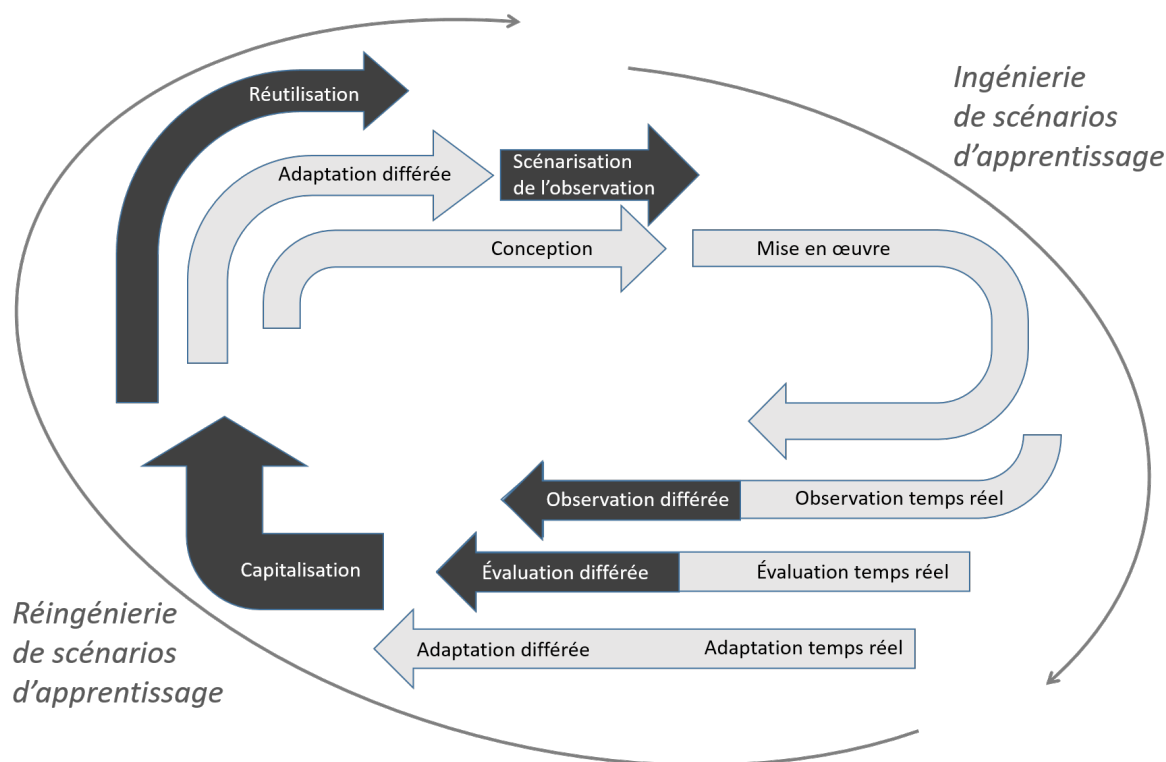 Réutilisation
Ingénierie
de scénarios
d’apprentissage
Adaptation différée
Scénarisation
de l’observation
Conception
Mise en œuvre
Observation différée
Observation temps réel
Évaluation différée
Évaluation temps réel
Capitalisation
Adaptation différée
Adaptation temps réel
Réingénierie
de scénarios
d’apprentissage